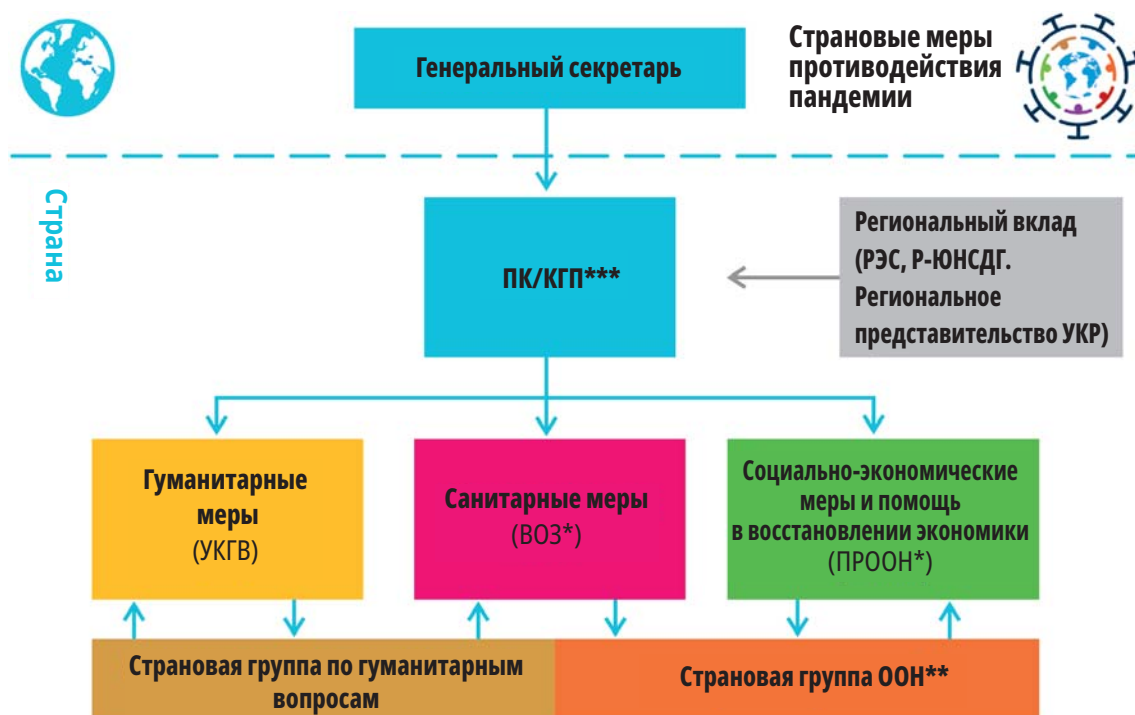 Генеральный секретарь
Страновые меры
противодействия
пандемии
Страна
ПК/КГП***
Региональный вклад
(РЭС, Р-ЮНСДГ.
Региональное
представительство УКР)
Гуманитарные
меры
(УКГВ)
Санитарные меры
(ВОЗ*)
Социально-экономические
меры и помощь
в восстановлении экономики
(ПРООН*)
Страновая группа по гуманитарным
вопросам
Страновая группа ООН**